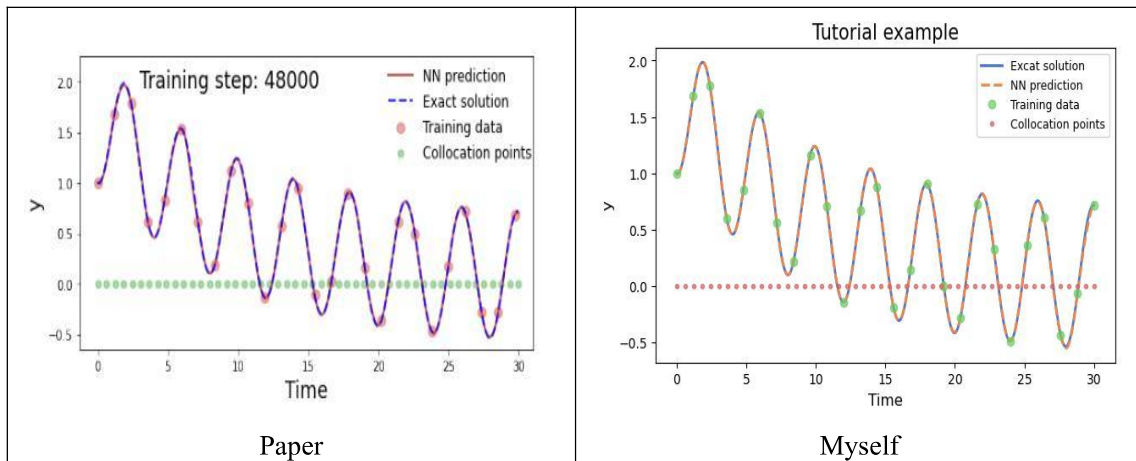 Training step: 48000
NN prediction
Exact solution
Training data
Collocation points
2.0
1.5
1.0
0.5
0.0
−0.5
y
0 5 10 15 20 25 30
Time
Paper
Tutorial example
Excat solution
NN prediction
Training data
Collocation points
2.0
1.5
1.0
0.5
0.0
−0.5
y
0 5 10 15 20 25 30
Time
Myself